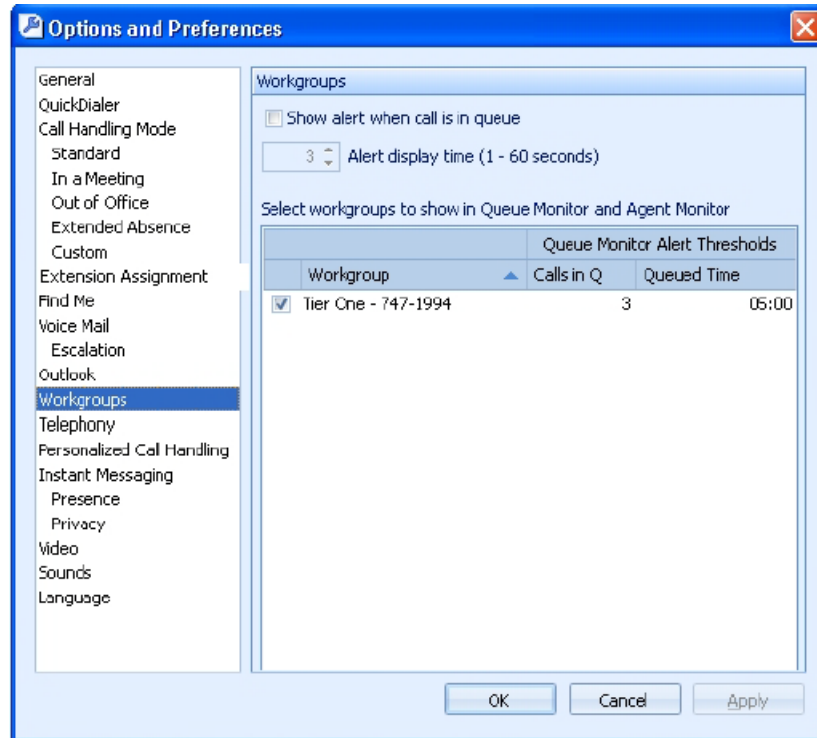 Options and Preferences
General
QuickDialer
Call Handling Mode
Standard
In a Meeting
Out of Office
Extended Absence
Custom
Extension Assignment
Find Me
Voice Mail
Escalation
Outlook
Workgroups
Telephony
Personalized Call Handling
Instant Messaging
Presence
Privacy
Video
Sounds
Language
Workgroups
Show alert when call is in queue
3 Alert display time (1 - 60 seconds)
Select workgroups to show in Queue Monitor and Agent Monitor
Queue Monitor Alert Thresholds
Workgroup Calls in Q Queued Time
Tier One - 747-1994 3 05:00
OK Cancel Apply